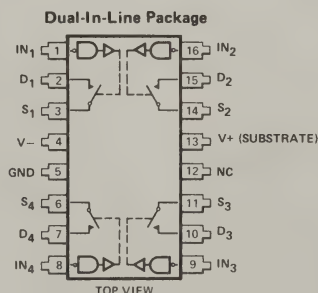 Dual-In-Line Package
IN1 1 16 IN2
D1 2 15 D2
S1 3 14 S2
V− 4 13 V+ (SUBSTRATE)
GND 5 12 NC
S4 6 11 S3
D4 7 10 D3
IN4 8 9 IN3
TOP VIEW